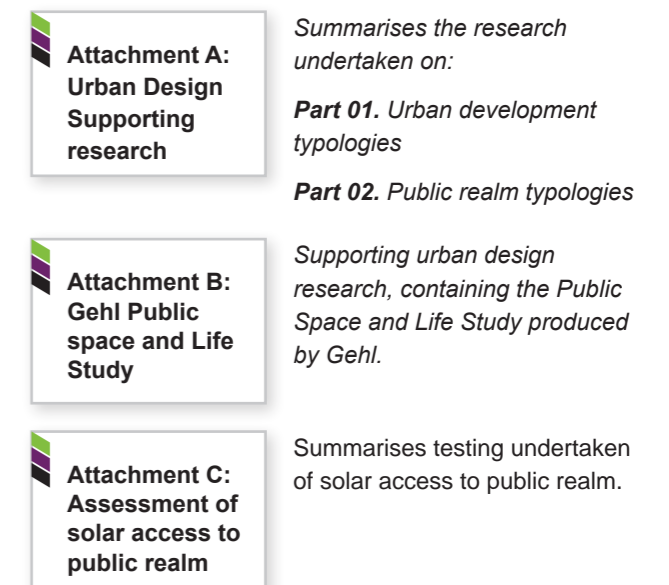 Attachment A:
Urban Design
Supporting
research
Summarises the research
undertaken on:
Part 01. Urban development
typologies
Part 02. Public realm typologies
Attachment B:
Gehl Public
space and Life
Study
Supporting urban design
research, containing the Public
Space and Life Study produced
by Gehl.
Attachment C:
Assessment of
solar access to
public realm
Summarises testing undertaken
of solar access to public realm.